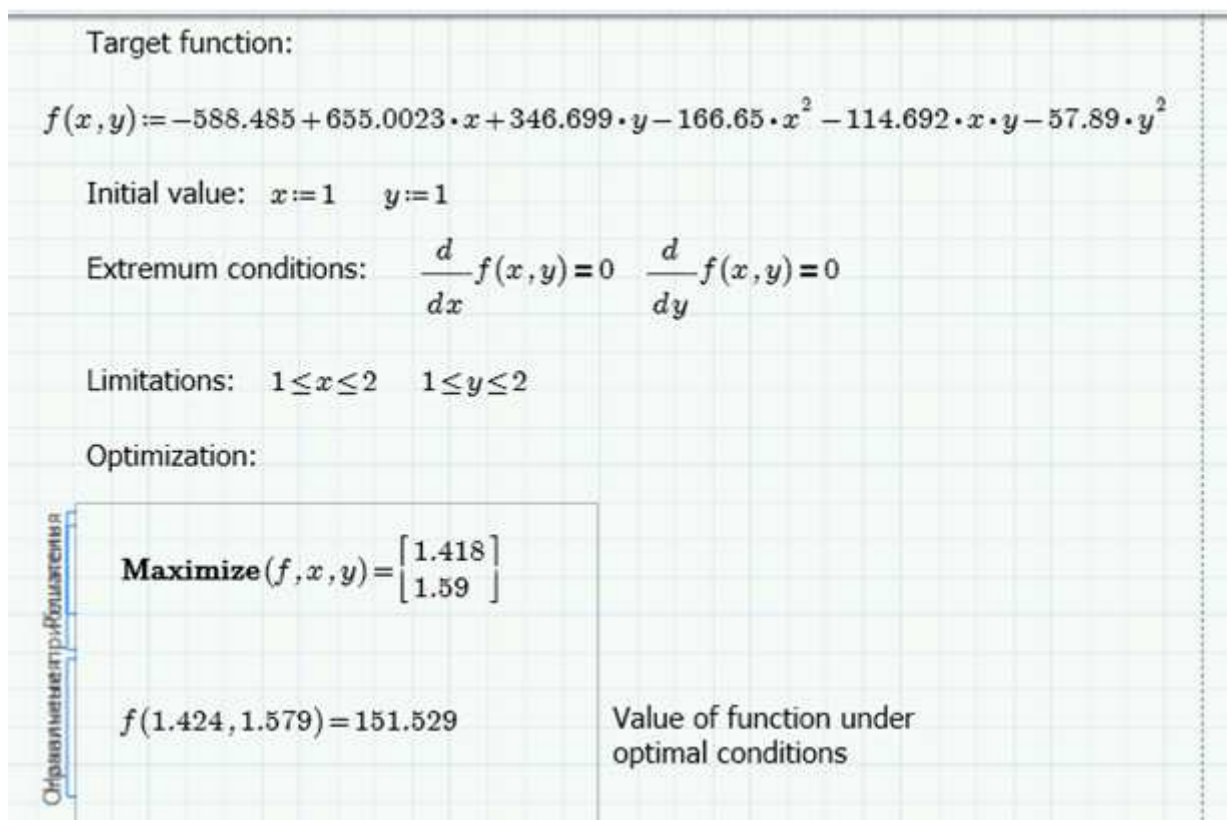 Target function:
f(x,y):=−588.485+655.0023·x+346.699·y−166.65·x²−114.692·x·y−57.89·y²
Initial value: x:=1 y:=1
Extremum conditions: d/dx f(x,y)=0 d/dy f(x,y)=0
Limitations: 1≤x≤2 1≤y≤2
Optimization:
Maximize(f,x,y)=[1.418
1.59]
f(1.424,1.579)=151.529
Value of function under
optimal conditions